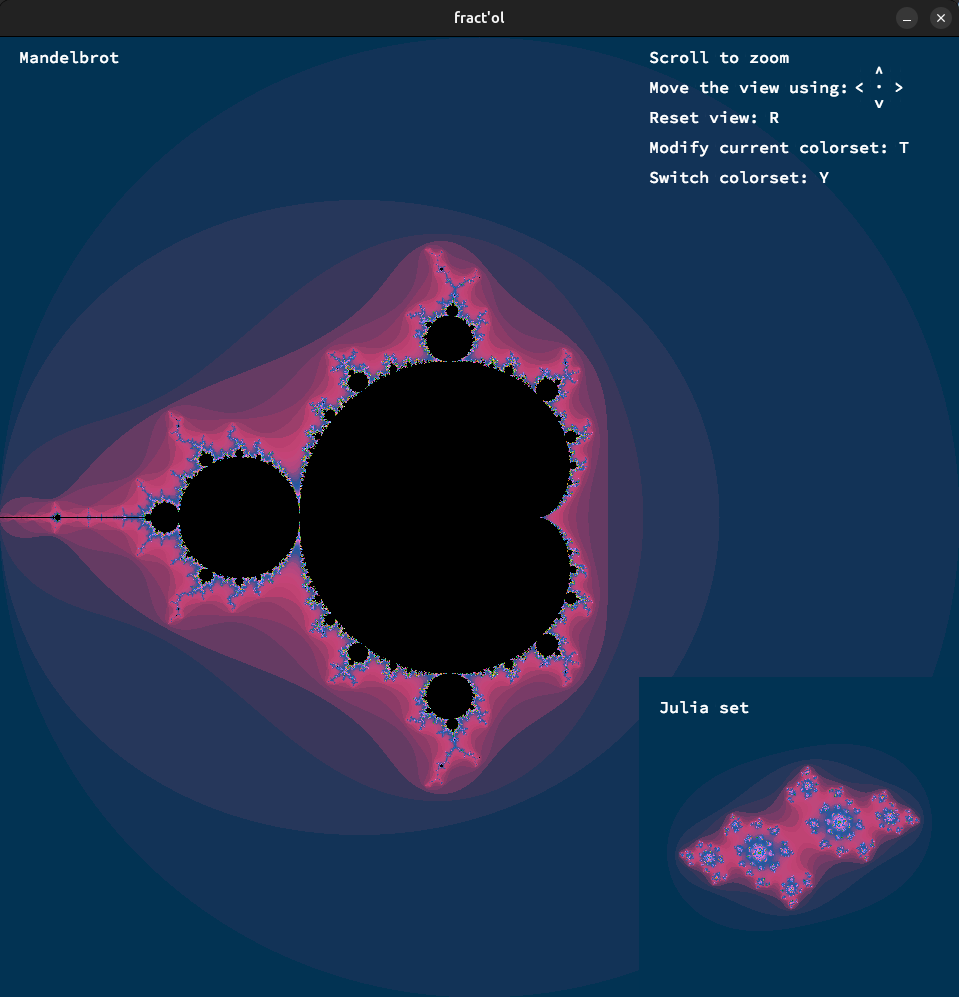 fract'ol
Mandelbrot
Scroll to zoom
Move the view using: < ^ · v >
Reset view: R
Modify current colorset: T
Switch colorset: Y
Julia set